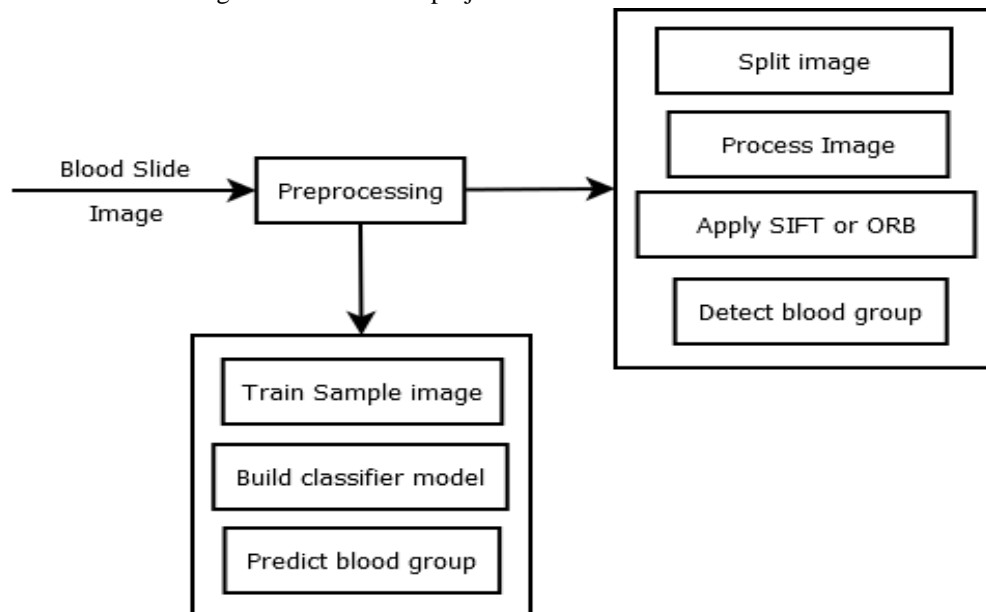 Split image
Process Image
Apply SIFT or ORB
Detect blood group
Blood Slide
Image
Preprocessing
Train Sample image
Build classifier model
Predict blood group